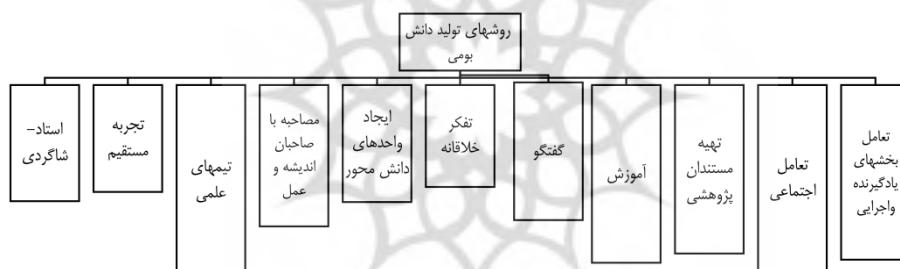 روشهای تولید دانش
بومی
تعامل
بخشهای
یادگیرنده
واجرایی
تعامل
اجتماعی
تهیه
مستندان
پژوهشی
آموزش
گفتگو
تفکر
خلاقانه
ایجاد
واحدهای
دانش محور
مصاحبه با
صاحبان
اندیشه و
عمل
تیمهای
علمی
تجربه
مستقیم
استاد-
شاگردی